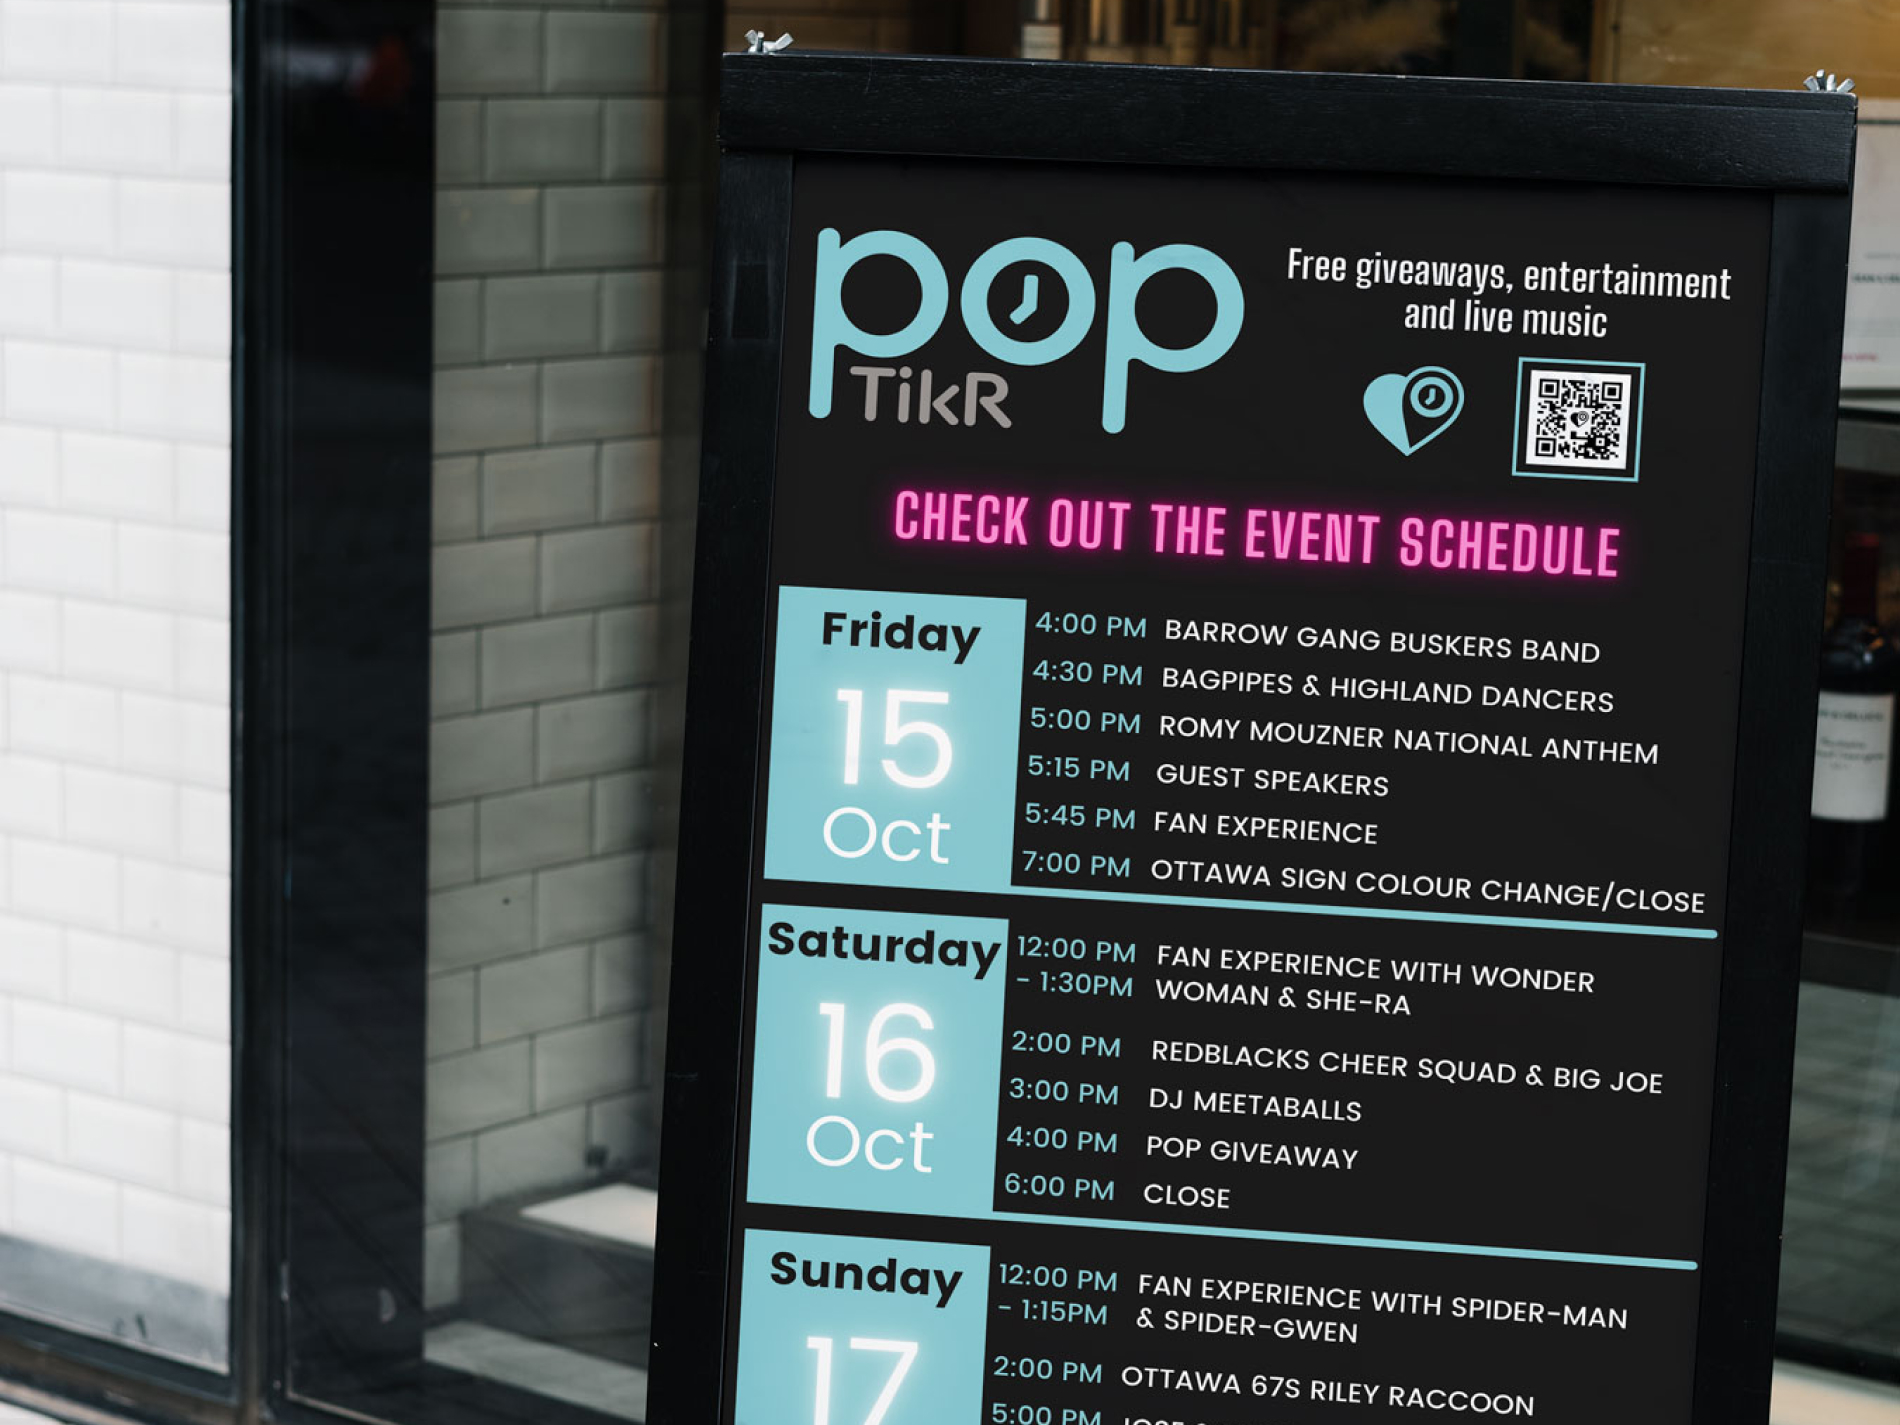 pop
TikR
Free giveaways, entertainment
and live music
CHECK OUT THE EVENT SCHEDULE
Friday
15
Oct
4:00 PM BARROW GANG BUSKERS BAND
4:30 PM BAGPIPES & HIGHLAND DANCERS
5:00 PM ROMY MOUZNER NATIONAL ANTHEM
5:15 PM GUEST SPEAKERS
5:45 PM FAN EXPERIENCE
7:00 PM OTTAWA SIGN COLOUR CHANGE/CLOSE
Saturday
16
Oct
12:00 PM FAN EXPERIENCE WITH WONDER
- 1:30PM WOMAN & SHE-RA
2:00 PM REDBLACKS CHEER SQUAD & BIG JOE
3:00 PM DJ MEETABALLS
4:00 PM POP GIVEAWAY
6:00 PM CLOSE
Sunday
17
12:00 PM FAN EXPERIENCE WITH SPIDER-MAN
- 1:15PM & SPIDER-GWEN
2:00 PM OTTAWA 67S RILEY RACCOON
5:00 PM